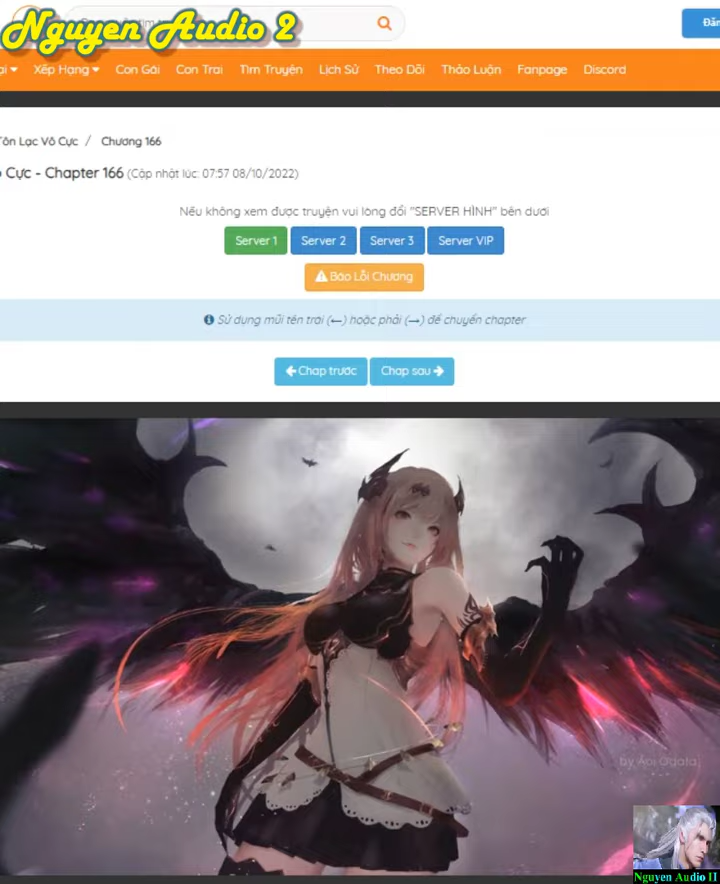 Nguyen Audio 2
Đăn
ại Xếp Hạng Con Gái Con Trai Tìm Truyện Lịch Sử Theo Dõi Thảo Luận Fanpage Discord
Tôn Lạc Vô Cực / Chương 166
Cực - Chapter 166 (Cập nhật lúc: 07:57 08/10/2022)
Nếu không xem được truyện vui lòng đổi "SERVER HÌNH" bên dưới
Server 1 Server 2 Server 3 Server VIP
Báo Lỗi Chương
Sử dụng mũi tên trái (←) hoặc phải (→) để chuyển chapter
Chap trước Chap sau
by Aoi Ogata
Nguyen Audio II